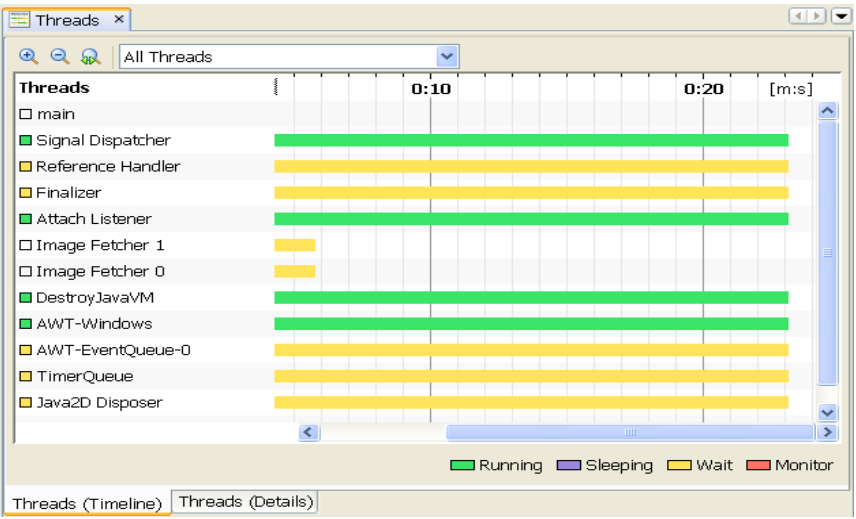 Threads
All Threads
Threads 0:10 0:20 [m:s]
main
Signal Dispatcher
Reference Handler
Finalizer
Attach Listener
Image Fetcher 1
Image Fetcher 0
DestroyJavaVM
AWT-Windows
AWT-EventQueue-0
TimerQueue
Java2D Disposer
Running Sleeping Wait Monitor
Threads (Timeline) Threads (Details)